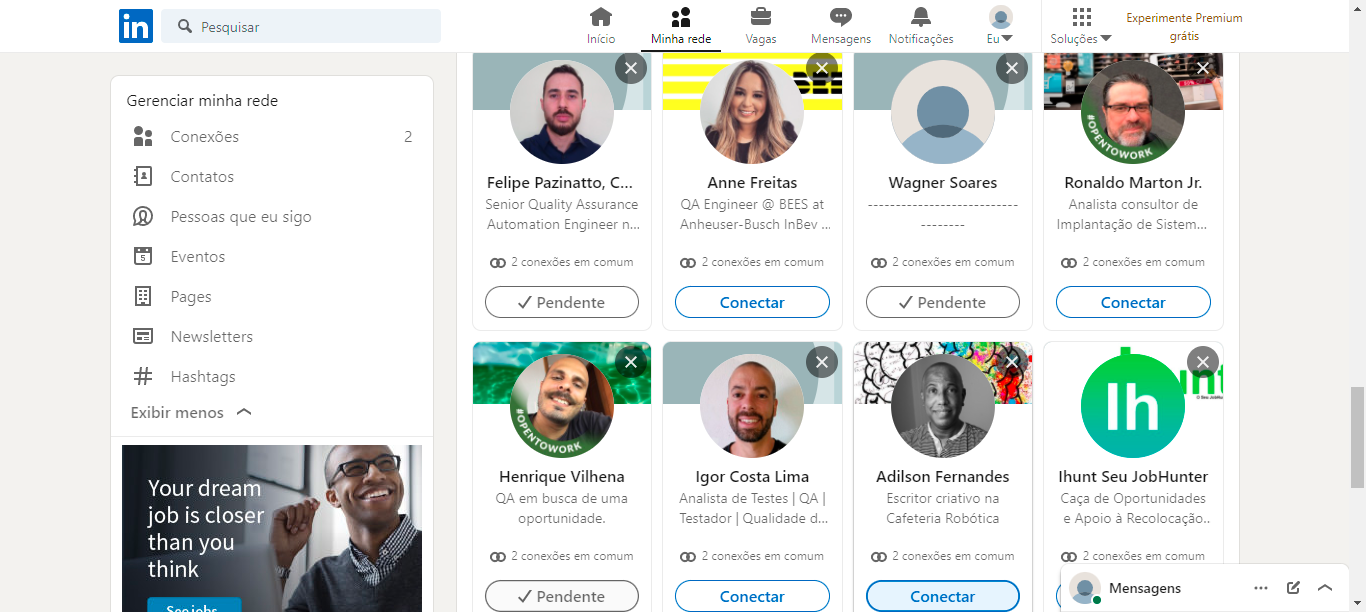 in
Pesquisar
Início
Minha rede
Vagas
Mensagens
Notificações
Eu
Soluções
Experimente Premium
grátis
Gerenciar minha rede
Conexões 2
Contatos
Pessoas que eu sigo
Eventos
Pages
Newsletters
Hashtags
Exibir menos
Your dream
job is closer
than you
think
See jobs
Felipe Pazinatto, C...
Senior Quality Assurance
Automation Engineer n...
2 conexões em comum
Pendente
Anne Freitas
QA Engineer @ BEES at
Anheuser-Busch InBev ...
2 conexões em comum
Conectar
Wagner Soares
---------------------------
--------
2 conexões em comum
Pendente
#OPENTOWORK
Ronaldo Marton Jr.
Analista consultor de
Implantação de Sistem...
2 conexões em comum
Conectar
#OPENTOWORK
Henrique Vilhena
QA em busca de uma
oportunidade.
2 conexões em comum
Pendente
Igor Costa Lima
Analista de Testes | QA |
Testador | Qualidade d...
2 conexões em comum
Conectar
Adilson Fernandes
Escritor criativo na
Cafeteria Robótica
2 conexões em comum
Conectar
Ih
Ihunt Seu JobHunter
Caça de Oportunidades
e Apoio à Recolocação..
2 conexões em comum
Mensagens